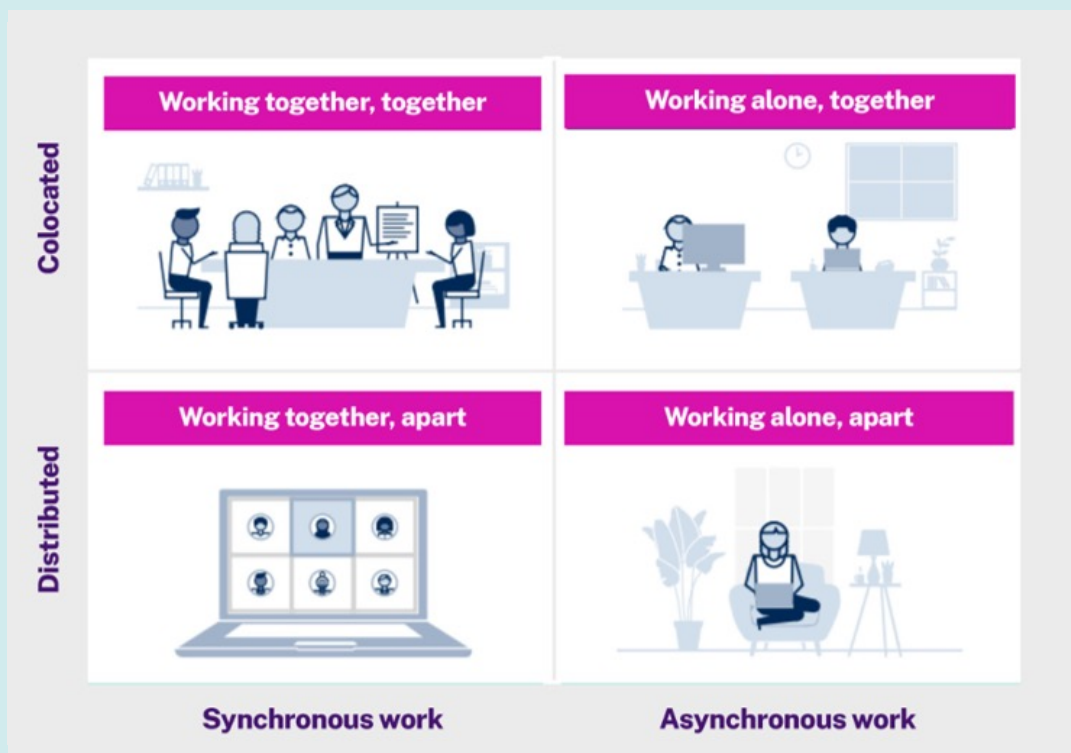 Working together, together
Working alone, together
Colocated
Working together, apart
Working alone, apart
Distributed
Synchronous work
Asynchronous work